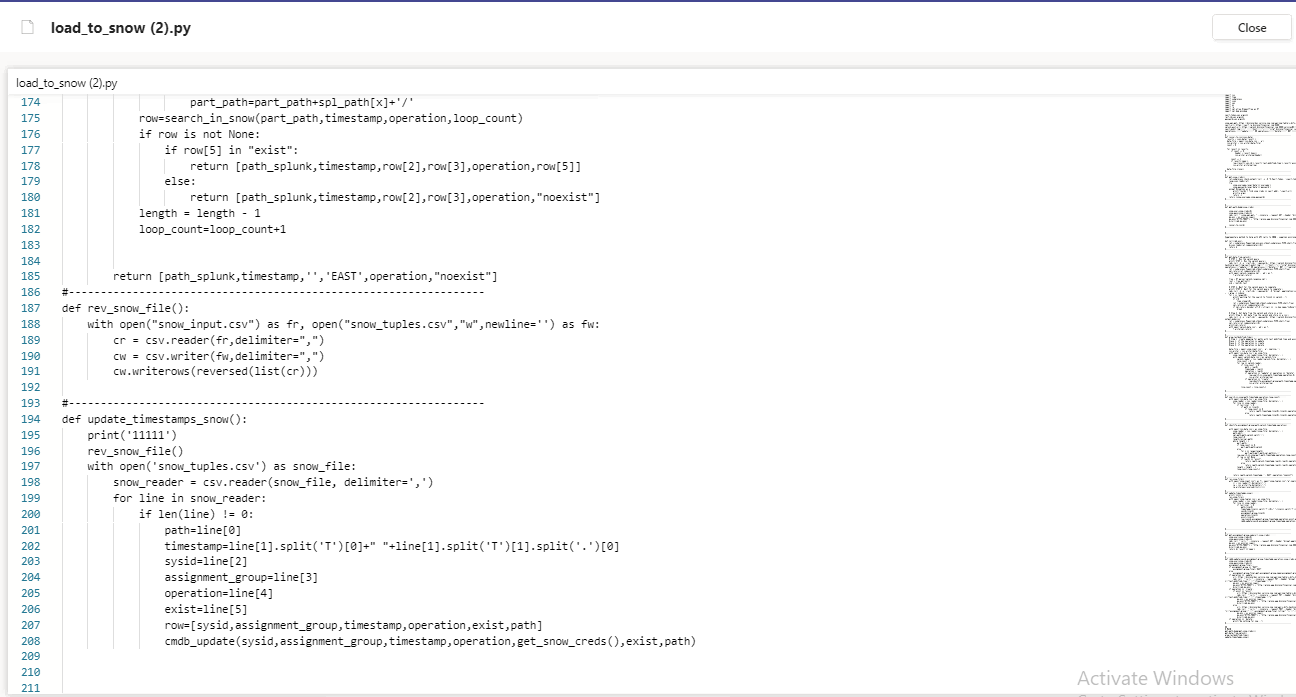 load_to_snow (2).py
Close
load_to_snow (2).py
174 part_path=part_path+spl_path[x]+'/'
175 row=search_in_snow(part_path,timestamp,operation,loop_count)
176 if row is not None:
177 if row[5] in "exist":
178 return [path_splunk,timestamp,row[2],row[3],operation,row[5]]
179 else:
180 return [path_splunk,timestamp,row[2],row[3],operation,"noexist"]
181 length = length - 1
182 loop_count=loop_count+1
183
184
185 return [path_splunk,timestamp,'','EAST',operation,"noexist"]
186 #-----------------------------------------------------------------
187 def rev_snow_file():
188 with open("snow_input.csv") as fr, open("snow_tuples.csv","w",newline='') as fw:
189 cr = csv.reader(fr,delimiter=",")
190 cw = csv.writer(fw,delimiter=",")
191 cw.writerows(reversed(list(cr)))
192
193 #-----------------------------------------------------------------
194 def update_timestamps_snow():
195 print('11111')
196 rev_snow_file()
197 with open('snow_tuples.csv') as snow_file:
198 snow_reader = csv.reader(snow_file, delimiter=',')
199 for line in snow_reader:
200 if len(line) != 0:
201 path=line[0]
202 timestamp=line[1].split('T')[0]+" "+line[1].split('T')[1].split('.')[0]
203 sysid=line[2]
204 assignment_group=line[3]
205 operation=line[4]
206 exist=line[5]
207 row=[sysid,assignment_group,timestamp,operation,exist,path]
208 cmdb_update(sysid,assignment_group,timestamp,operation,get_snow_creds(),exist,path)
209
210
211
Activate Windows